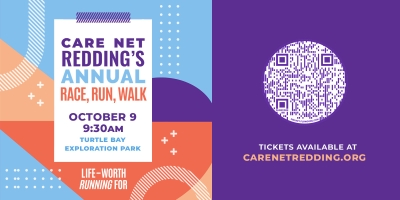 CARE NET
REDDING'S
ANNUAL
RACE, RUN, WALK
OCTOBER 9
9:30AM
TURTLE BAY
EXPLORATION PARK
LIFE–WORTH
RUNNING FOR
TICKETS AVAILABLE AT
CARENETREDDING.ORG